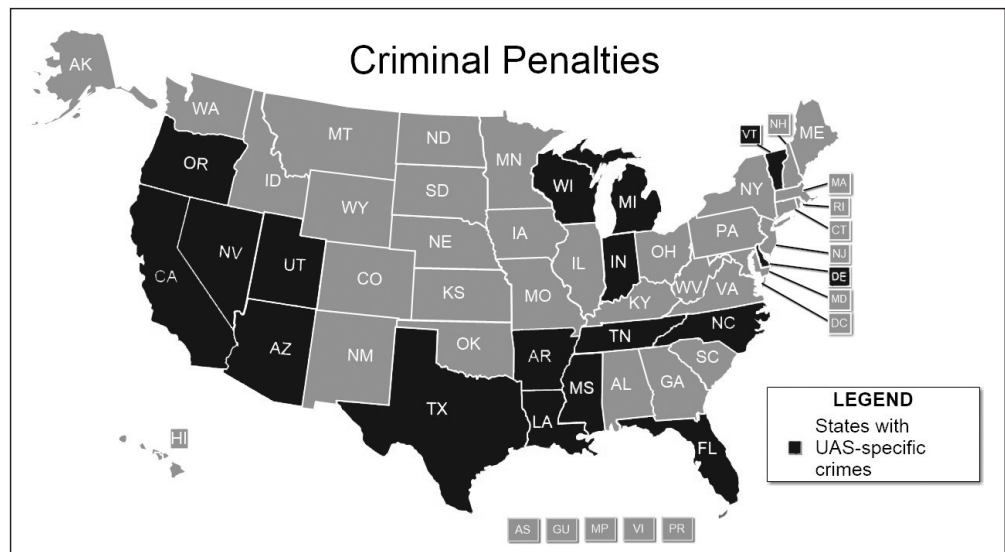 Criminal Penalties
AK
WA
MT
ND
MN
VT
NH
ME
OR
ID
SD
WI
MI
NY
MA
RI
WY
CT
IA
PA
NE
NV
UT
IL
IN
OH
NJ
DE
CA
CO
KS
MO
WV
VA
MD
KY
DC
NC
TN
AZ
NM
OK
AR
SC
MS
AL
GA
TX
LA
FL
HI
LEGEND
States with
UAS-specific
crimes
AS
GU
MP
VI
PR